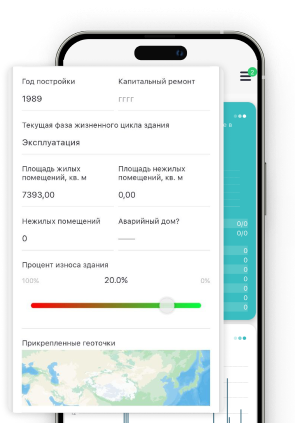 2
Год постройки Капитальный ремонт
1989 гггг
Текущая фаза жизненного цикла здания
Эксплуатация
Площадь жилых Площадь нежилых
помещений, кв. м помещений, кв. м
7393,00 0,00
Нежилых помещений Аварийный дом?
0 —
Процент износа здания
100% 20.0% 0%
Прикрепленные геоточки
0/0
0/0
0
0
0
0
0
0
0